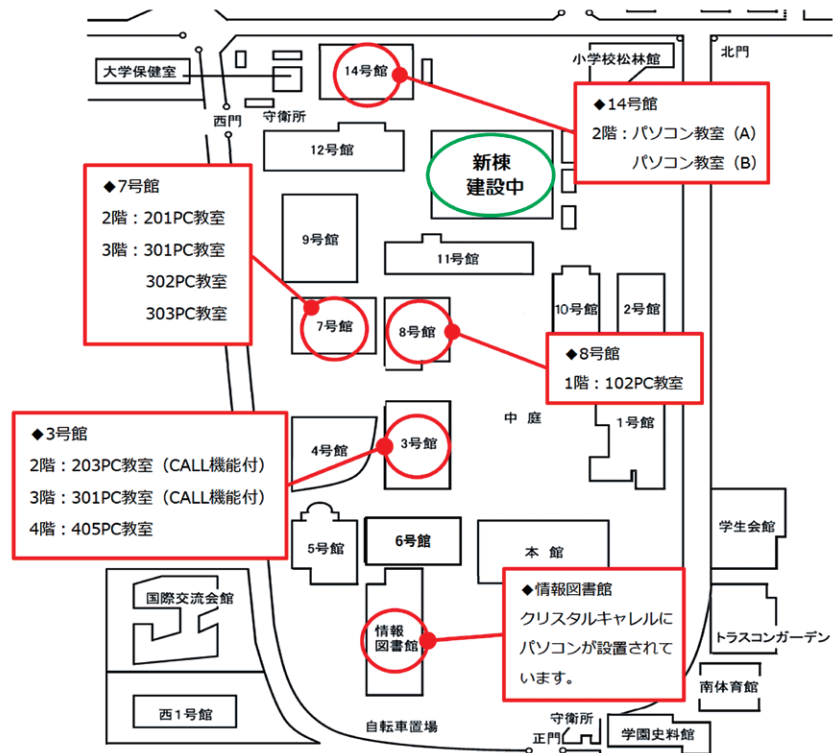 小学校松林館
北門
大学保健室
14号館
西門
守衛所
12号館
新棟
建設中
◆14号館
2階：パソコン教室（A）
パソコン教室（B）
◆7号館
2階：201PC教室
3階：301PC教室
302PC教室
303PC教室
9号館
11号館
7号館
8号館
10号館
2号館
◆8号館
1階：102PC教室
◆3号館
2階：203PC教室（CALL機能付）
3階：301PC教室（CALL機能付）
4階：405PC教室
4号館
3号館
中庭
1号館
5号館
6号館
本館
学生会館
国際交流会館
情報
図書館
◆情報図書館
クリスタルキャレルに
パソコンが設置されて
います。
トラスコンガーデン
南体育館
西1号館
自転車置場
正門
守衛所
学園史料館